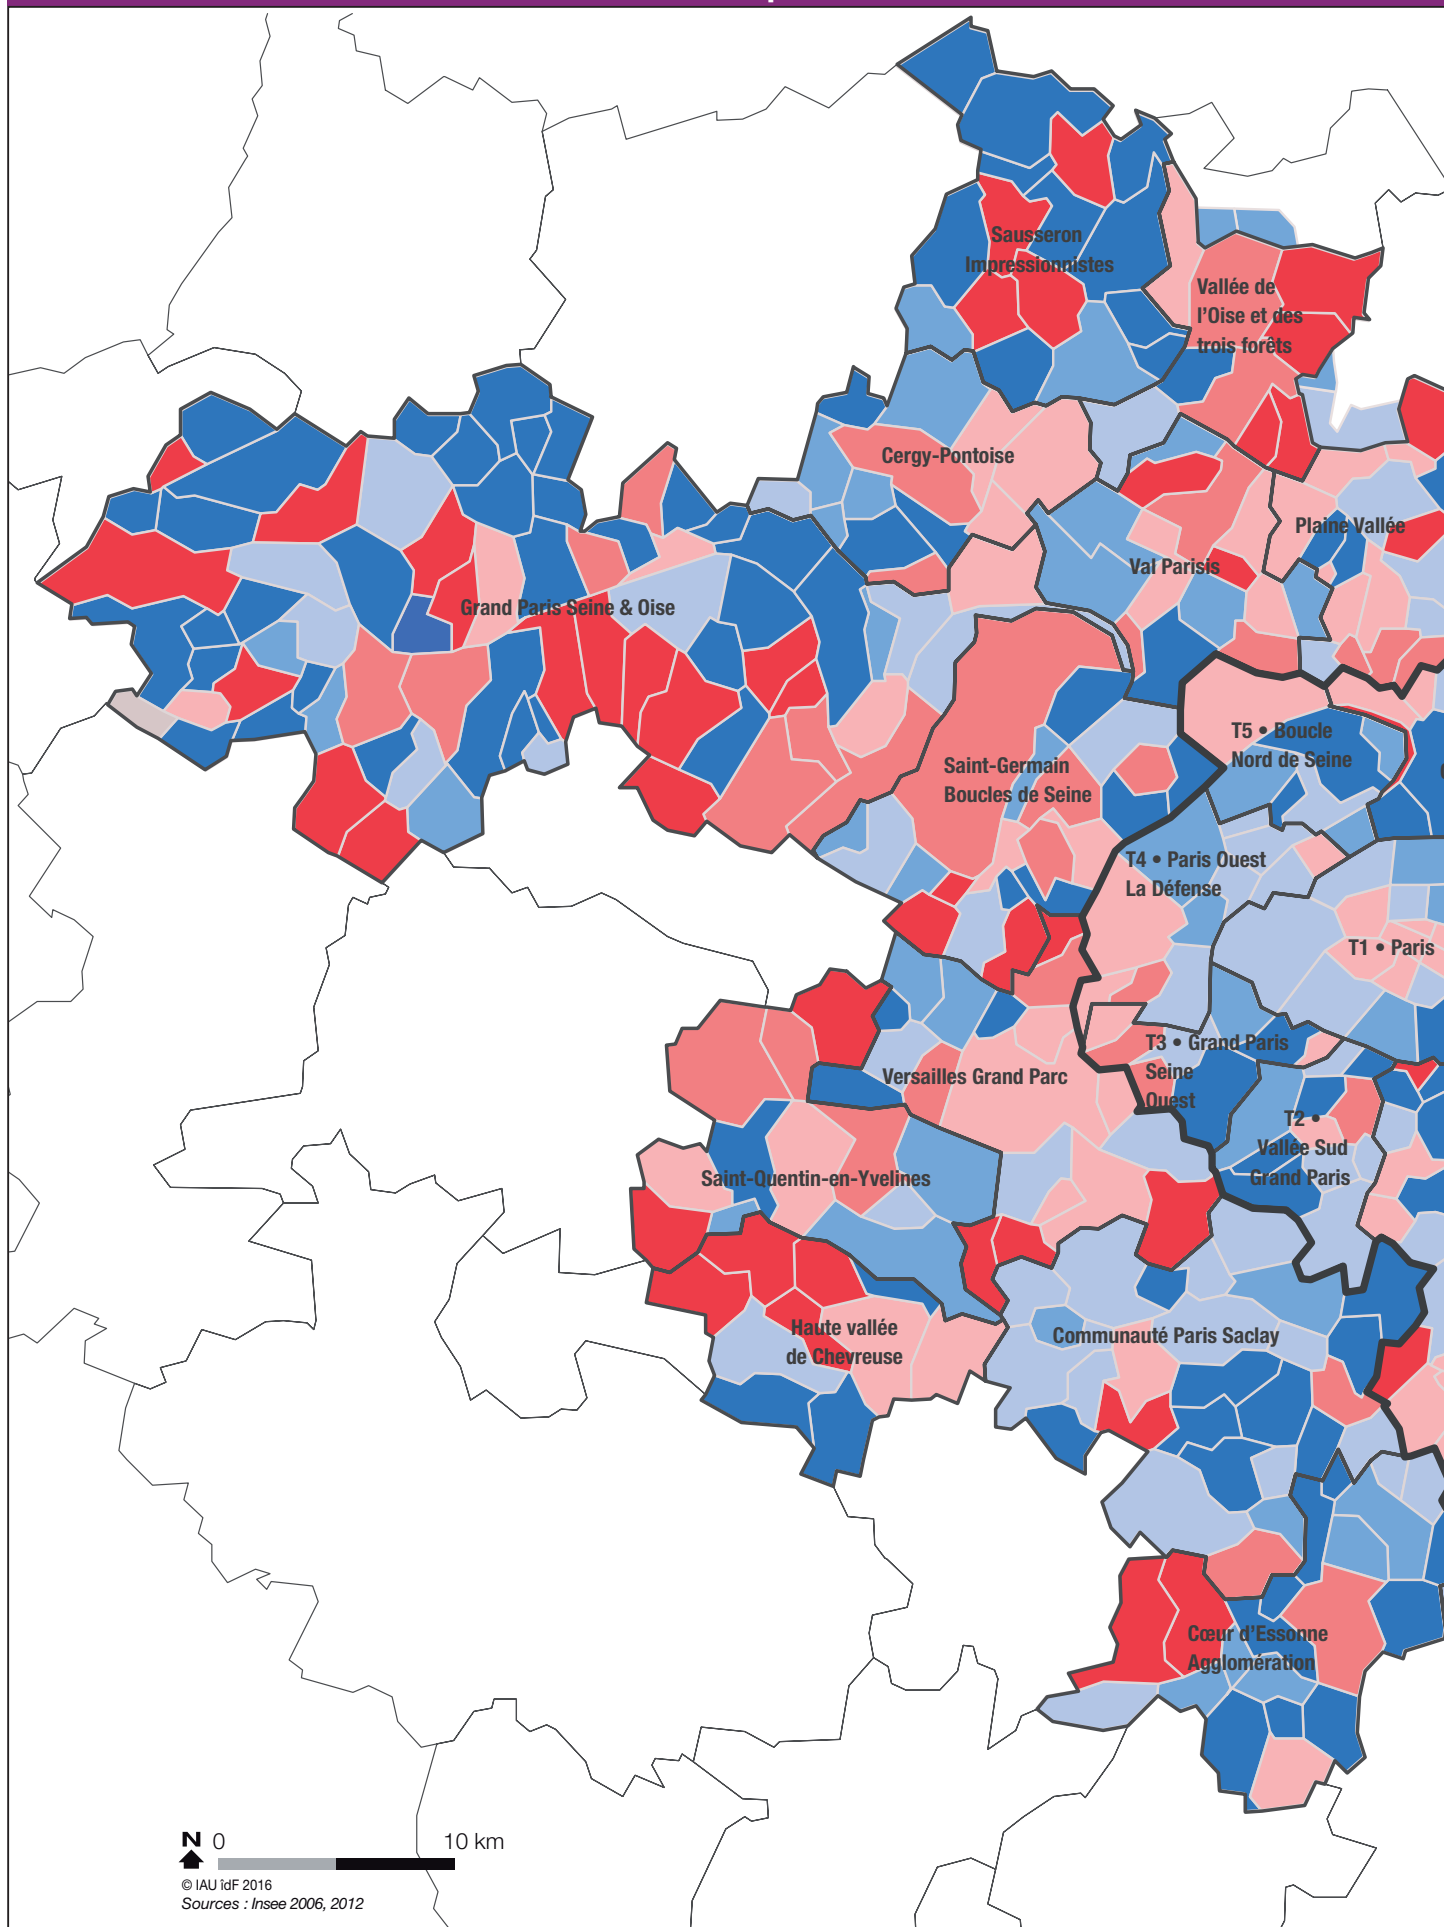 Sausseron
Impressionnistes
Vallée de
l'Oise et des
trois forêts
Cergy-Pontoise
Plaine Vallée
Val Parisis
Grand Paris Seine & Oise
T5 • Boucle
Nord de Seine
Saint-Germain
Boucles de Seine
T4 • Paris Ouest
La Défense
T1 • Paris
T3 • Grand Paris
Seine
Ouest
Versailles Grand Parc
T2 •
Vallée Sud
Grand Paris
Saint-Quentin-en-Yvelines
Haute vallée
de Chevreuse
Communauté Paris Saclay
Cœur d'Essonne
Agglomération
N 0 10 km
© IAU îdF 2016
Sources : Insee 2006, 2012